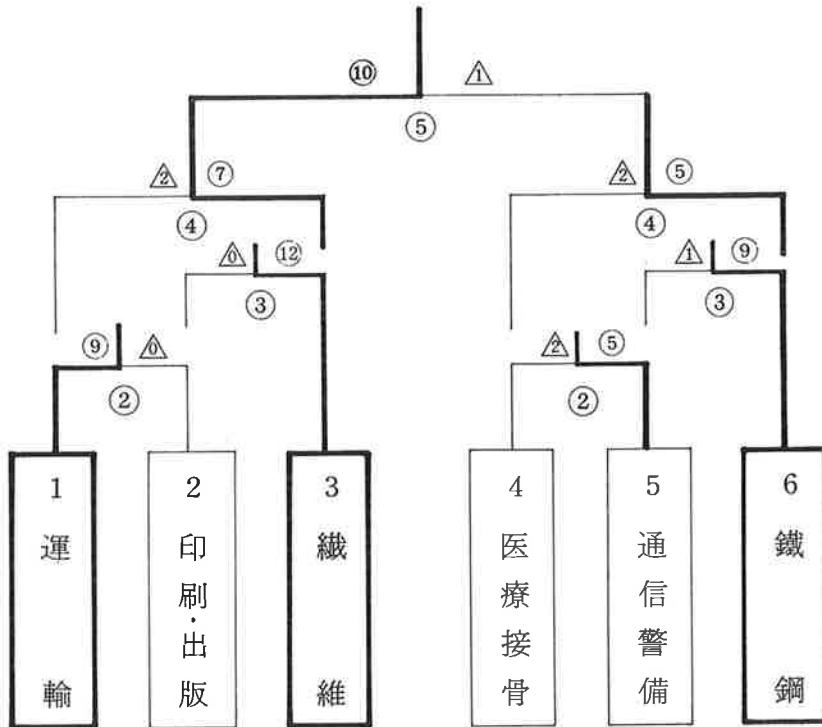 ⑩ △1
⑤
△2 ⑦ △2 ⑤
④ ④
△0 ⑫ △1 ⑨
③ ③
⑨ △0 △2 ⑤
② ②
1 運輸
2 印刷・出版
3 繊維
4 医療接骨
5 通信警備
6 鐵鋼